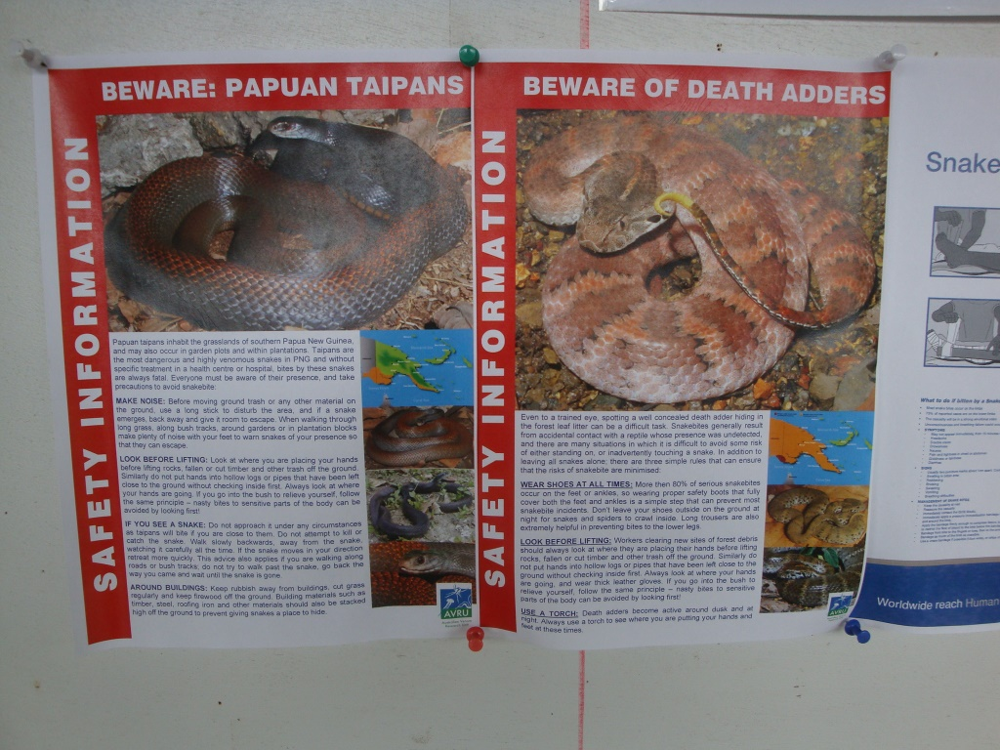 BEWARE: PAPUAN TAIPANS
SAFETY INFORMATION
Papuan taipans inhabit the grasslands of southern Papua New Guinea,
and may also occur in garden plots and within plantations. Taipans are
the most dangerous and highly venomous snakes in PNG and without
specific treatment in a health centre or hospital, bites by these snakes
are always fatal. Everyone must be aware of their presence, and take
precautions to avoid snakebite:
MAKE NOISE: Before moving ground trash or any other material on
the ground, use a long stick to disturb the area, and if a snake
emerges, back away and give it room to escape. When walking through
long grass, along bush tracks, around gardens or in plantation blocks
make plenty of noise with your feet to warn snakes of your presence so
that they can escape.
LOOK BEFORE LIFTING: Look at where you are placing your hands
before lifting rocks, fallen or cut timber and other trash off the ground.
Similarly do not put hands into hollow logs or pipes that have been left
close to the ground without checking inside first. Always look at where
your hands are going. If you go into the bush to relieve yourself, follow
the same principle – nasty bites to sensitive parts of the body can be
avoided by looking first!
IF YOU SEE A SNAKE: Do not approach it under any circumstances
as taipans will bite if you are close to them. Do not attempt to kill or
catch the snake. Walk slowly backwards, away from the snake,
watching it carefully all the time. If the snake moves in your direction
retreat more quickly. This advice also applies if you are walking along
roads or bush tracks; do not try to walk past the snake, go back the
way you came and wait until the snake is gone.
AROUND BUILDINGS: Keep rubbish away from buildings, cut grass
regularly and keep firewood off the ground. Building materials such as
timber, steel, roofing iron and other materials should also be stacked
high off the ground to prevent giving snakes a place to hide.
AVRU
BEWARE OF DEATH ADDERS
SAFETY INFORMATION
Even to a trained eye, spotting a well concealed death adder hiding in
the forest leaf litter can be a difficult task. Snakebites generally result
from accidental contact with a reptile whose presence was undetected,
and there are many situations in which it is difficult to avoid some risk
of either standing on, or inadvertently touching a snake. In addition to
leaving all snakes alone, there are three simple rules that can ensure
that the risks of snakebite are minimised:
WEAR SHOES AT ALL TIMES: More then 80% of serious snakebites
occur on the feet or ankles, so wearing proper safety boots that fully
cover both the feet and ankles is a simple step that can prevent most
snakebite incidents. Don't leave your shoes outside on the ground at
night for snakes and spiders to crawl inside. Long trousers are also
extremely helpful in preventing bites to the lower legs.
LOOK BEFORE LIFTING: Workers clearing new sites of forest debris
should always look at where they are placing their hands before lifting
rocks, fallen or cut timber and other trash off the ground. Similarly do
not put hands into hollow logs or pipes that have been left close to the
ground without checking inside first. Always look at where your hands
are going, and wear thick leather gloves. If you go into the bush to
relieve yourself, follow the same principle – nasty bites to sensitive
parts of the body can be avoided by looking first!
USE A TORCH: Death adders become active around dusk and at
night. Always use a torch to see where you are putting your hands and
feet at these times.
AVRU
Snake
What to do if bitten by a Snake
Worldwide reach Human